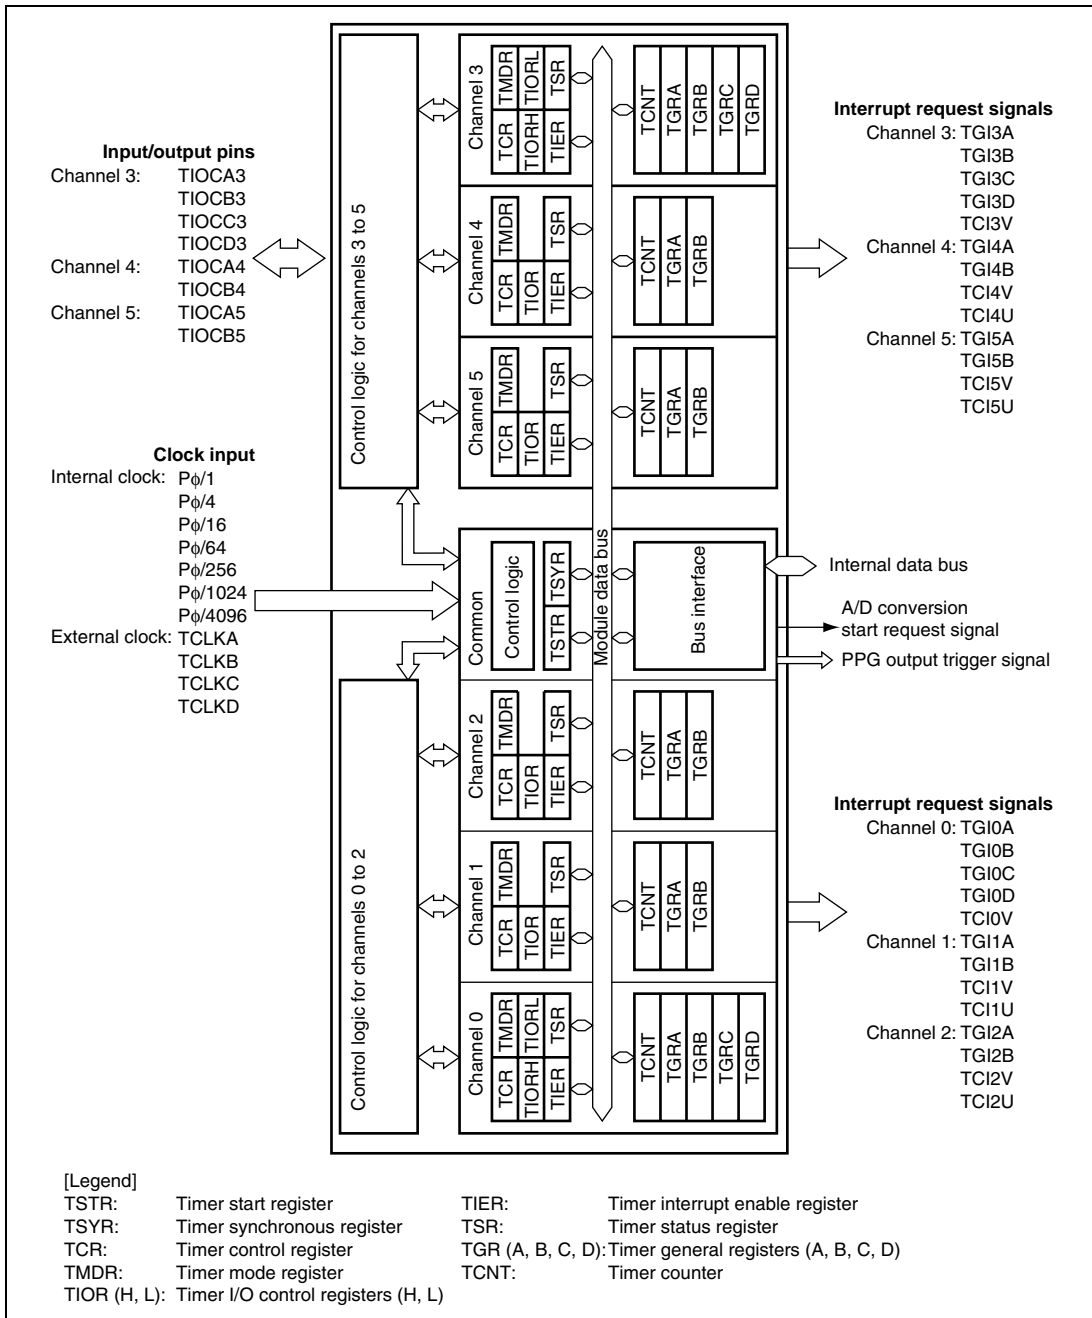 Input/output pins
Channel 3: TIOCA3
TIOCB3
TIOCC3
TIOCD3
Channel 4: TIOCA4
TIOCB4
Channel 5: TIOCA5
TIOCB5
Clock input
Internal clock: Pϕ/1
Pϕ/4
Pϕ/16
Pϕ/64
Pϕ/256
Pϕ/1024
Pϕ/4096
External clock: TCLKA
TCLKB
TCLKC
TCLKD
Control logic for channels 3 to 5
Control logic for channels 0 to 2
Channel 3
TCR TMDR
TIORH TIORL
TIER TSR
TCNT
TGRA
TGRB
TGRC
TGRD
Channel 4
TCR TMDR
TIOR
TIER TSR
TCNT
TGRA
TGRB
Channel 5
TCR TMDR
TIOR
TIER TSR
TCNT
TGRA
TGRB
Common
Control logic
TSTR TSYR
Module data bus
Bus interface
Channel 2
TCR TMDR
TIOR
TIER TSR
TCNT
TGRA
TGRB
Channel 1
TCR TMDR
TIOR
TIER TSR
TCNT
TGRA
TGRB
Channel 0
TCR TMDR
TIORH TIORL
TIER TSR
TCNT
TGRA
TGRB
TGRC
TGRD
Interrupt request signals
Channel 3: TGI3A
TGI3B
TGI3C
TGI3D
TCI3V
Channel 4: TGI4A
TGI4B
TCI4V
TCI4U
Channel 5: TGI5A
TGI5B
TCI5V
TCI5U
Internal data bus
A/D conversion
start request signal
PPG output trigger signal
Interrupt request signals
Channel 0: TGI0A
TGI0B
TGI0C
TGI0D
TCI0V
Channel 1: TGI1A
TGI1B
TCI1V
TCI1U
Channel 2: TGI2A
TGI2B
TCI2V
TCI2U
[Legend]
TSTR: Timer start register
TSYR: Timer synchronous register
TCR: Timer control register
TMDR: Timer mode register
TIOR (H, L): Timer I/O control registers (H, L)
TIER: Timer interrupt enable register
TSR: Timer status register
TGR (A, B, C, D): Timer general registers (A, B, C, D)
TCNT: Timer counter